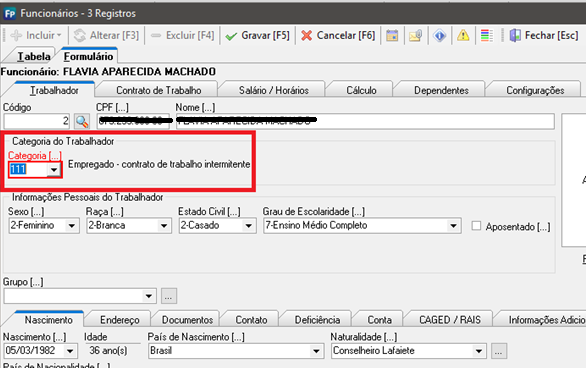 Fp Funcionários - 3 Registros
Incluir Alterar [F3] Excluir [F4] Gravar [F5] Cancelar [F6] Fechar [Esc]
Tabela Formulário
Funcionário: FLAVIA APARECIDA MACHADO
Trabalhador Contrato de Trabalho Salário / Horários Cálculo Dependentes Configurações
Código CPF [...] Nome [...]
2
Categoria do Trabalhador
Categoria [...]
111 Empregado - contrato de trabalho intermitente
Informações Pessoais do Trabalhador
Sexo [...] Raça [...] Estado Civil [...] Grau de Escolaridade [...]
2-Feminino 2-Branca 2-Casado 7-Ensino Médio Completo Aposentado [...]
Grupo [...]
...
Nascimento Endereço Documentos Contato Deficiência Conta CAGED / RAIS Informações Adicio
Nascimento [...] Idade País de Nascimento [...] Naturalidade [...]
05/03/1982 36 ano(s) Brasil Conselheiro Lafaiete ...
País de Nacionalidade [...]